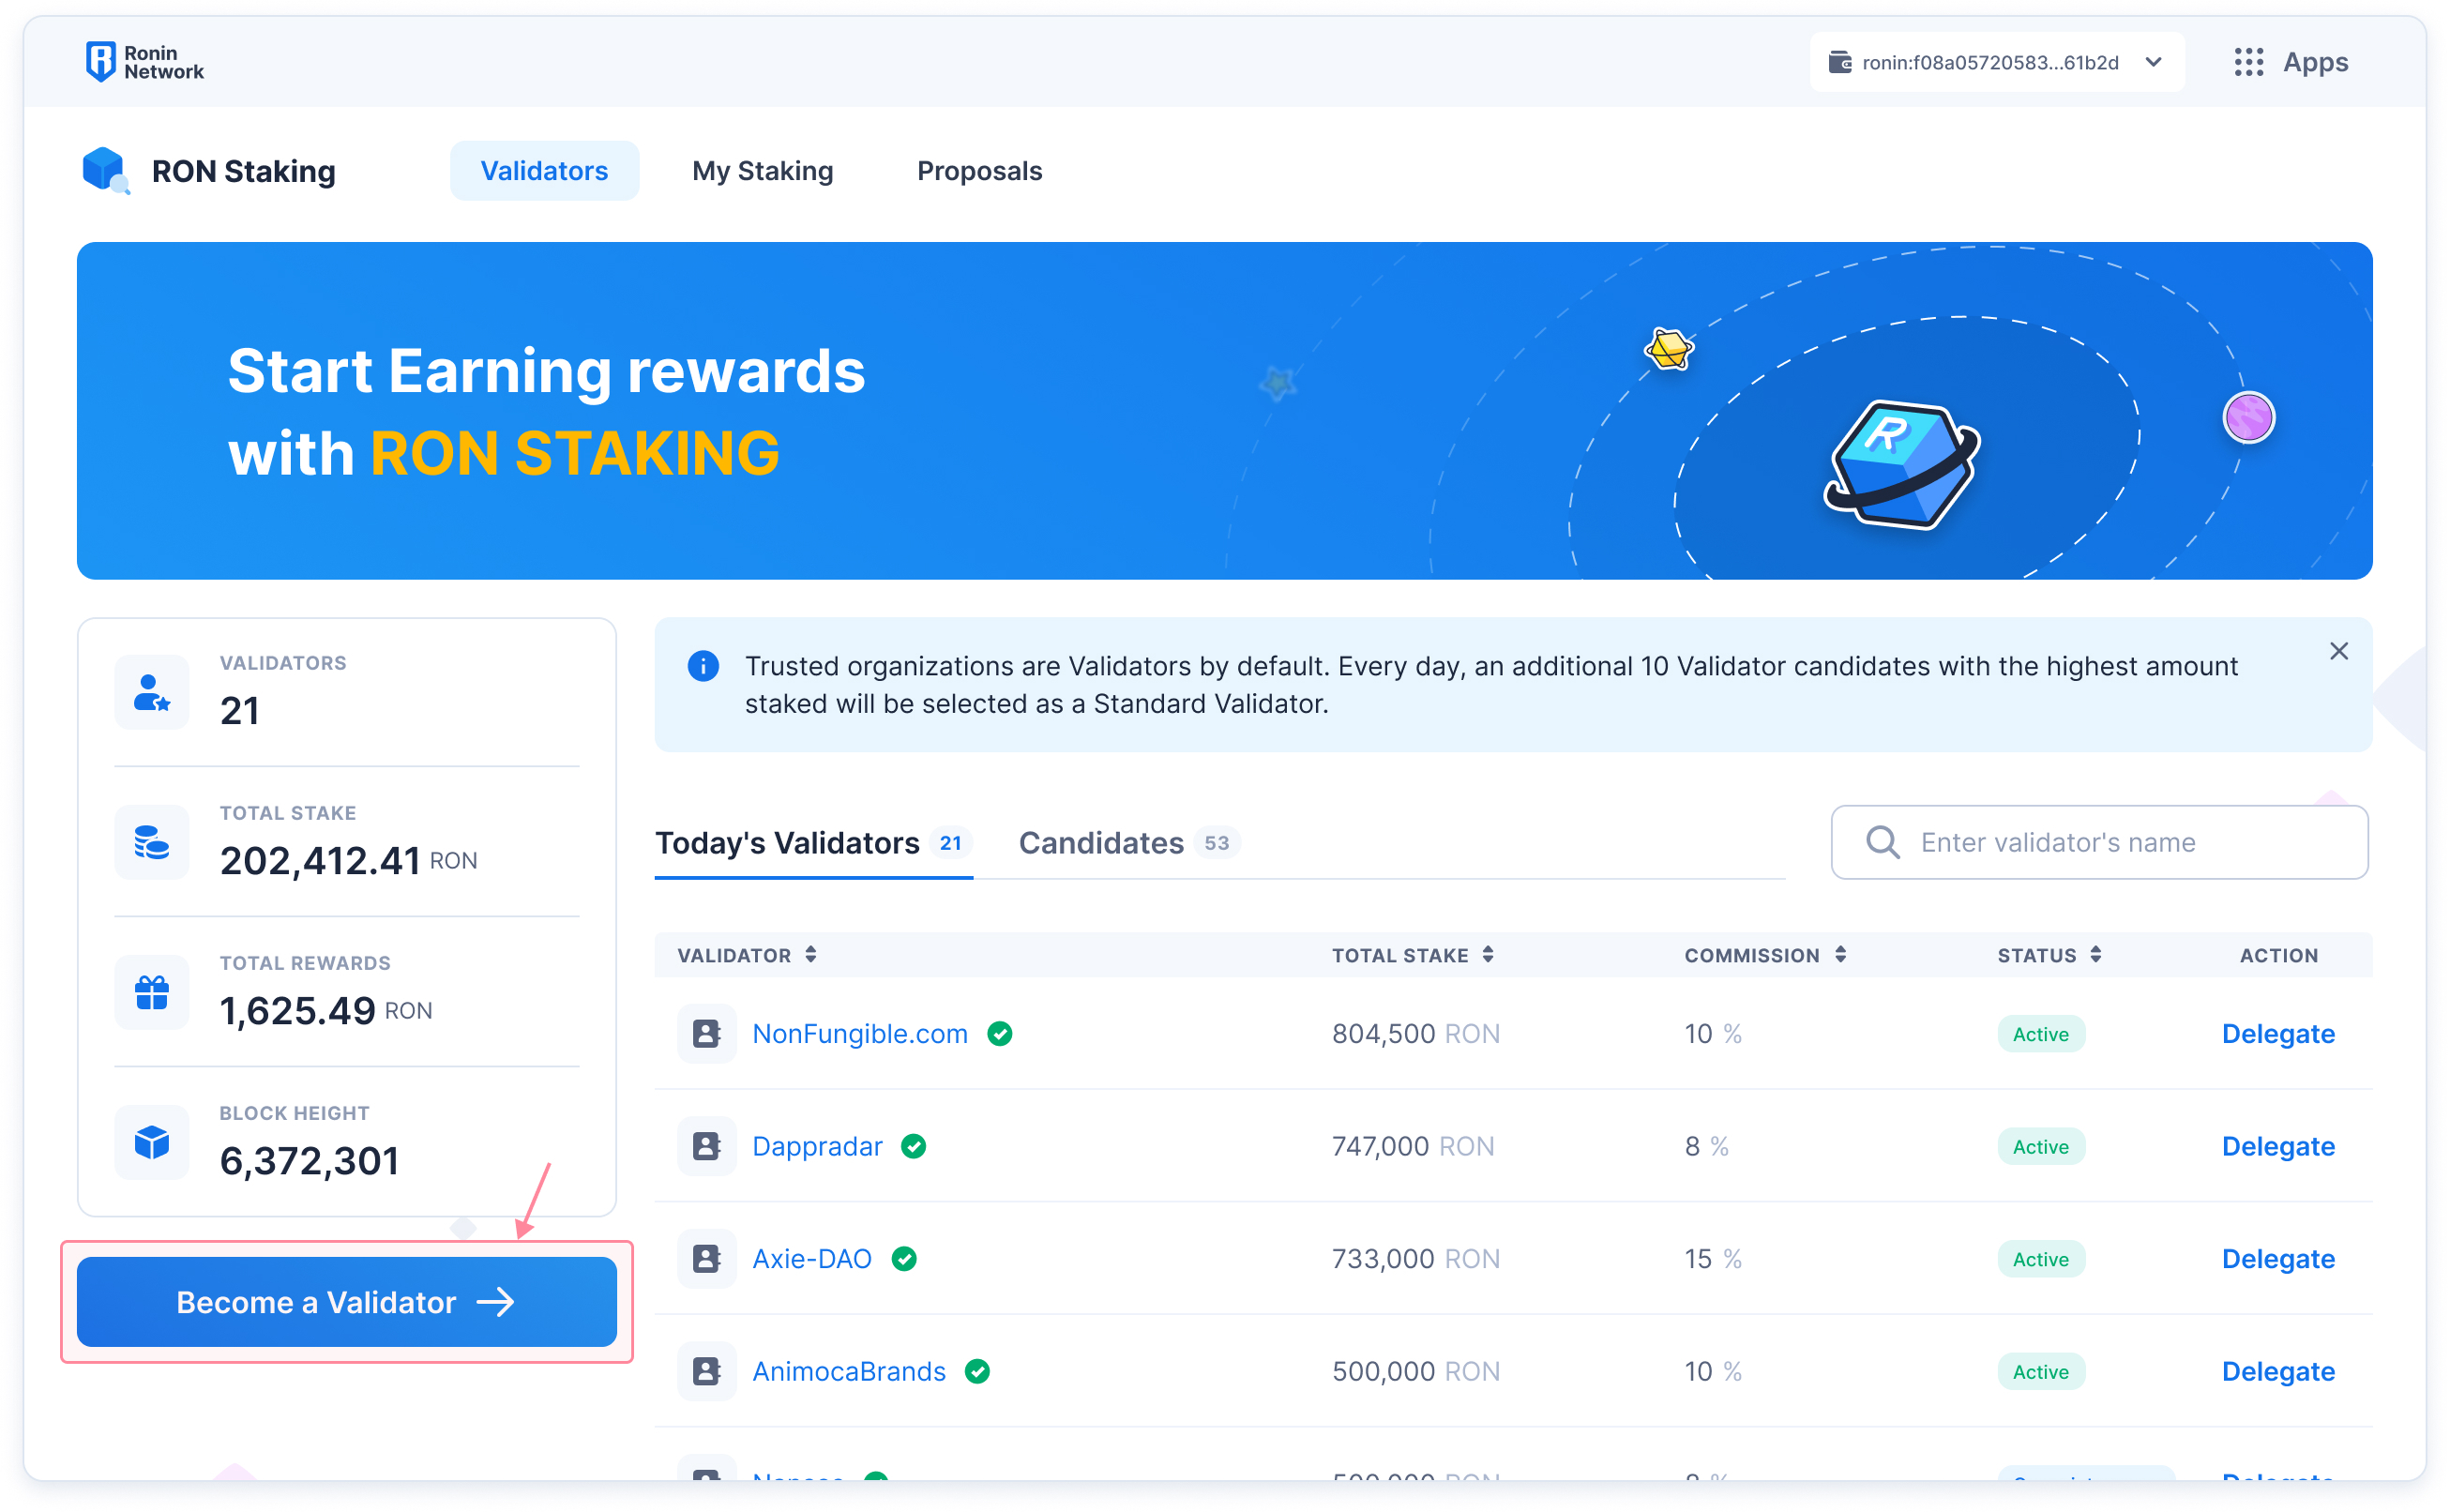 Ronin
Network
ronin:f08a05720583...61b2d
Apps
RON Staking
Validators
My Staking
Proposals
Start Earning rewards
with RON STAKING
VALIDATORS
21
TOTAL STAKE
202,412.41 RON
TOTAL REWARDS
1,625.49 RON
BLOCK HEIGHT
6,372,301
Become a Validator
Trusted organizations are Validators by default. Every day, an additional 10 Validator candidates with the highest amount
staked will be selected as a Standard Validator.
Today's Validators 21
Candidates 53
Enter validator's name
VALIDATOR TOTAL STAKE COMMISSION STATUS ACTION
NonFungible.com 804,500 RON 10 % Active Delegate
Dappradar 747,000 RON 8 % Active Delegate
Axie-DAO 733,000 RON 15 % Active Delegate
AnimocaBrands 500,000 RON 10 % Active Delegate
500,000 RON 8 % Delegate